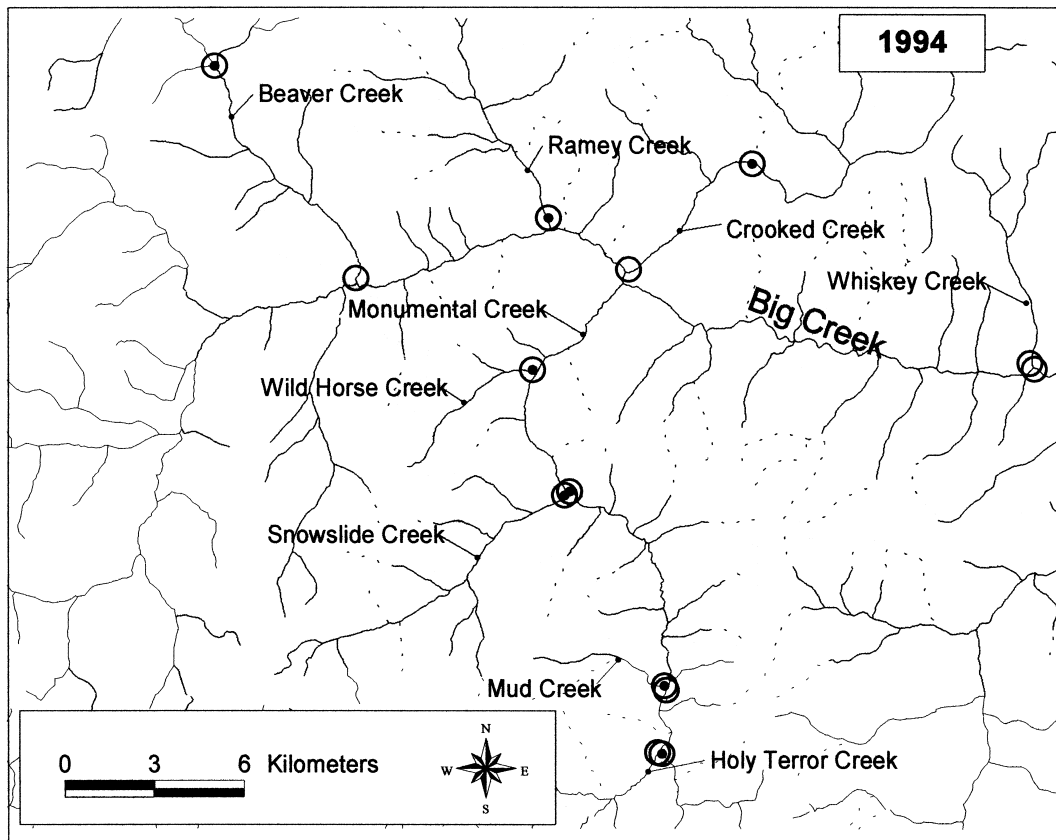 1994
Beaver Creek
Ramey Creek
Crooked Creek
Whiskey Creek
Monumental Creek
Big Creek
Wild Horse Creek
Snowslide Creek
Mud Creek
Holy Terror Creek
0 3 6 Kilometers
N
W E
S